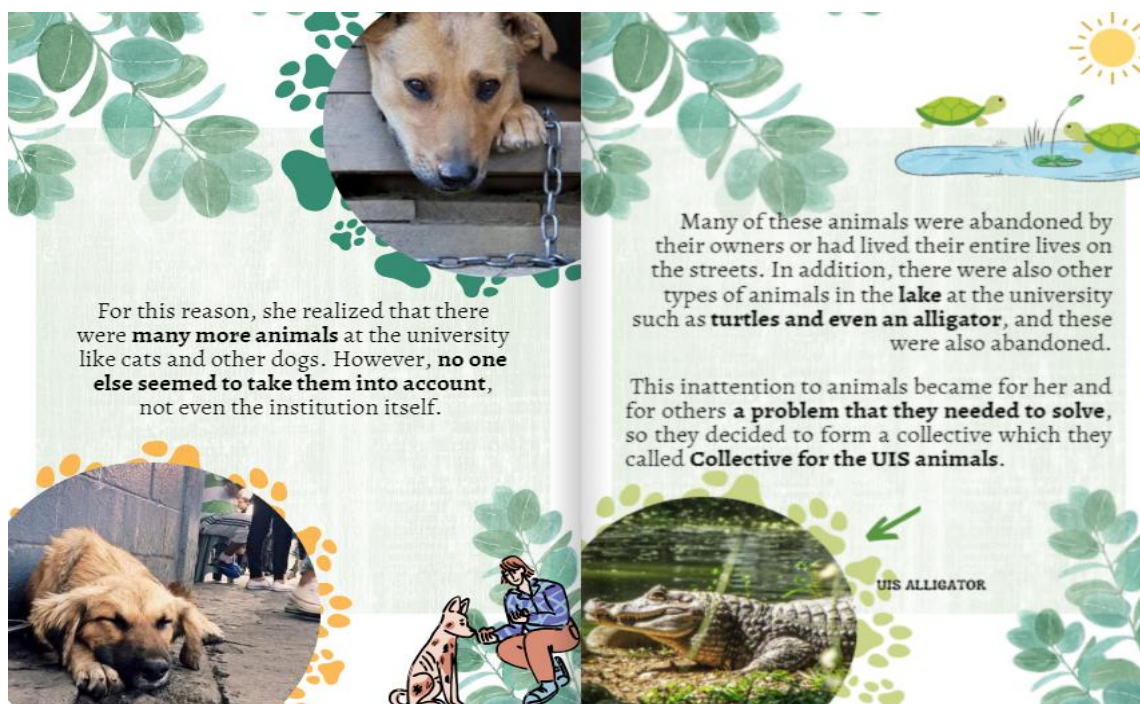 For this reason, she realized that there
were many more animals at the university
like cats and other dogs. However, no one
else seemed to take them into account,
not even the institution itself.
Many of these animals were abandoned by
their owners or had lived their entire lives on
the streets. In addition, there were also other
types of animals in the lake at the university
such as turtles and even an alligator, and these
were also abandoned.
This inattention to animals became for her and
for others a problem that they needed to solve,
so they decided to form a collective which they
called Collective for the UIS animals.
UIS ALLIGATOR